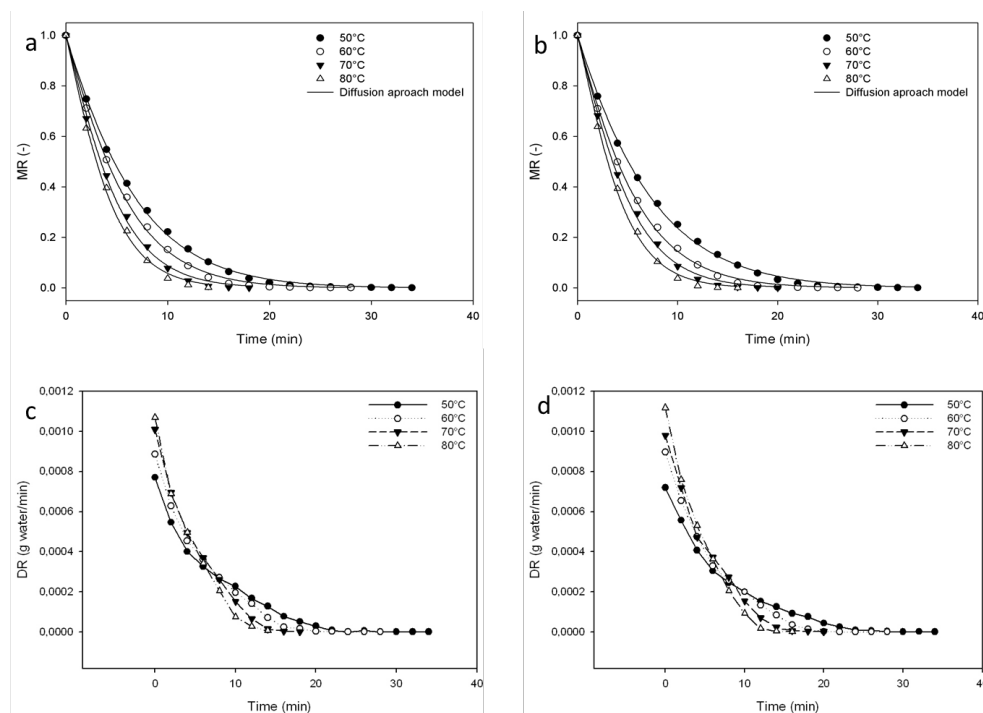 a
1.0
0.8
0.6
0.4
0.2
0.0
MR (-)
50°C
60°C
70°C
80°C
Diffusion aproach model
0
10
20
30
40
Time (min)
b
1.0
0.8
0.6
0.4
0.2
0.0
MR (-)
50°C
60°C
70°C
80°C
Diffusion aproach model
0
10
20
30
40
Time (min)
c
0,0012
0,0010
0,0008
0,0006
0,0004
0,0002
0,0000
DR (g water/min)
50°C
60°C
70°C
80°C
0
10
20
30
40
Time (min)
d
0,0012
0,0010
0,0008
0,0006
0,0004
0,0002
0,0000
DR (g water/min)
50°C
60°C
70°C
80°C
0
10
20
30
40
Time (min)